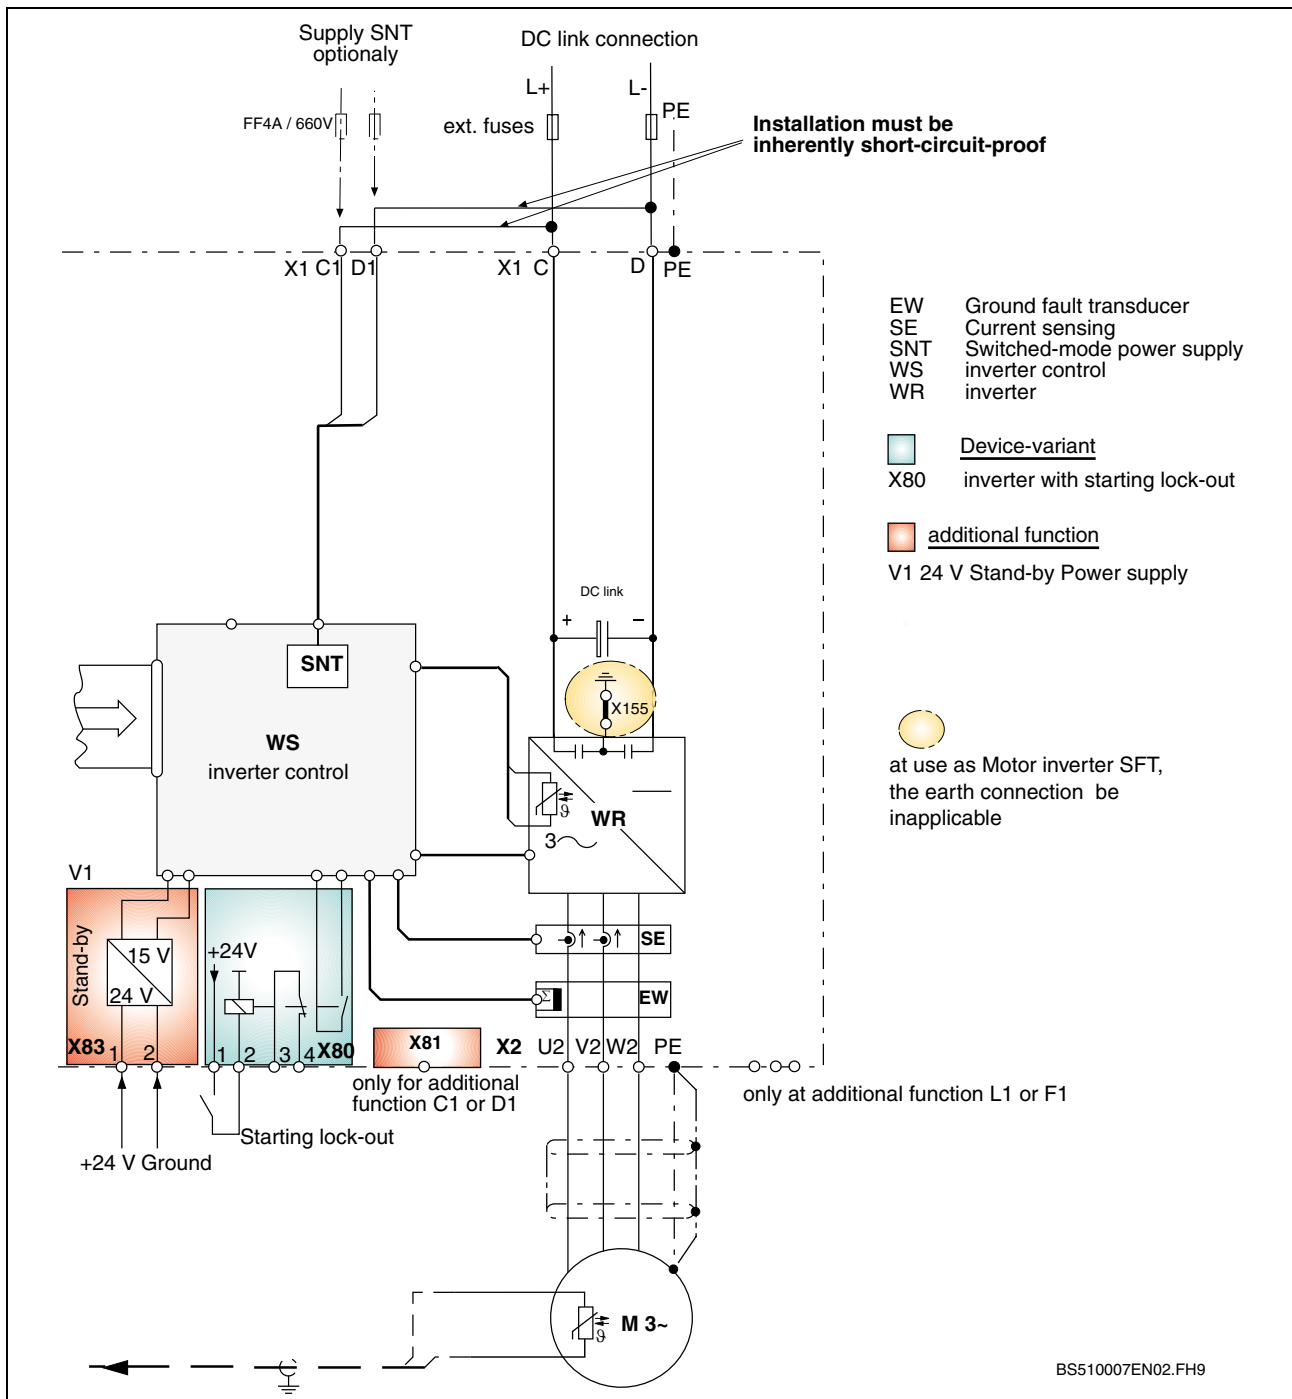 Supply SNT
optionaly
DC link connection
L+
L-
PE
FF4A / 660V
ext. fuses
Installation must be
inherently short-circuit-proof
X1 C1 D1
X1 C
D PE
EW Ground fault transducer
SE Current sensing
SNT Switched-mode power supply
WS inverter control
WR inverter
Device-variant
X80 inverter with starting lock-out
additional function
V1 24 V Stand-by Power supply
DC link
+ −
SNT
X155
WS
inverter control
at use as Motor inverter SFT,
the earth connection be
inapplicable
ϑ
WR
3
V1
Stand-by
15 V
24 V
+24V
SE
Σ
EW
X83 1 2
1 2 3 4 X80
X81
X2 U2 V2 W2 PE
only for additional
function C1 or D1
only at additional function L1 or F1
Starting lock-out
+24 V Ground
M 3~
ϑ
BS510007EN02.FH9